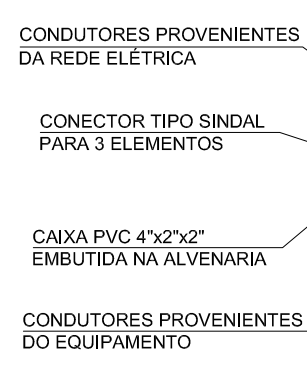 CONDUTORES PROVENIENTES
DA REDE ELÉTRICA
CONECTOR TIPO SINDAL
PARA 3 ELEMENTOS
CAIXA PVC 4"x2"x2"
EMBUTIDA NA ALVENARIA
CONDUTORES PROVENIENTES
DO EQUIPAMENTO